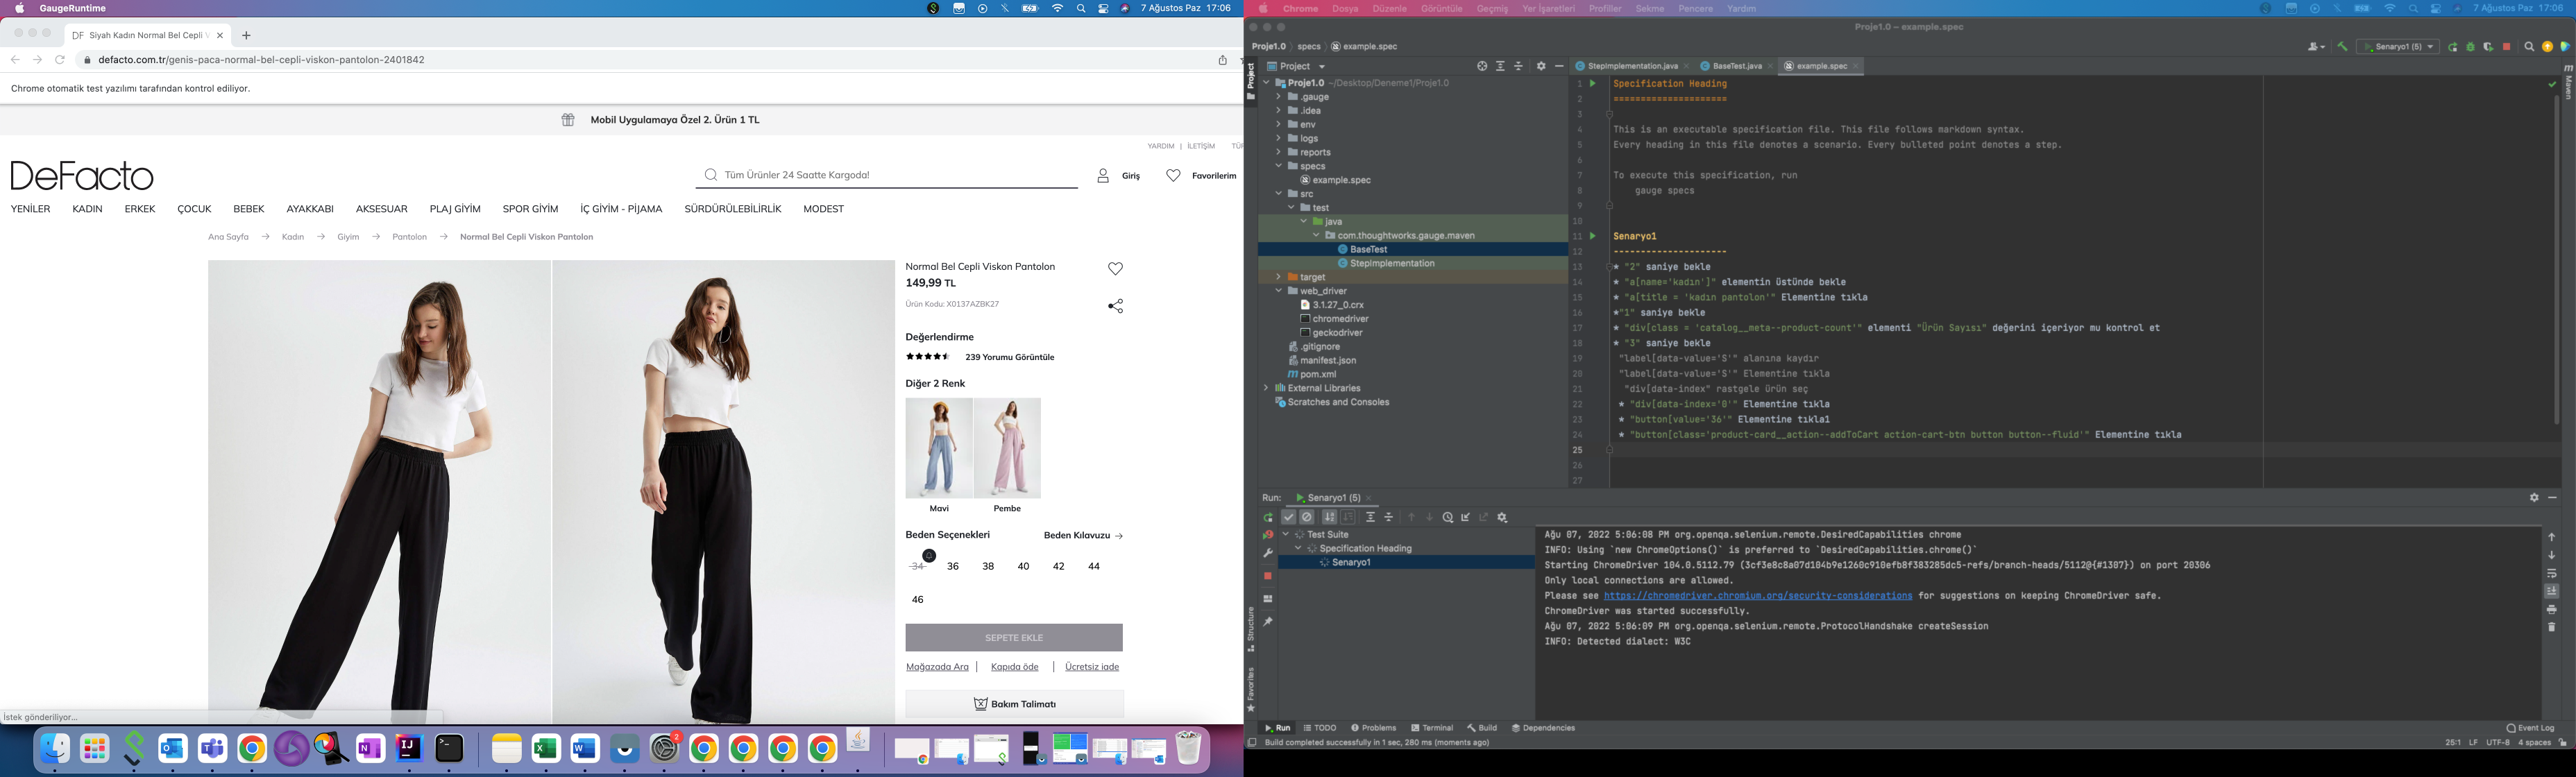 GaugeRuntime
7 Ağustos Paz 17:06
DF Siyah Kadın Normal Bel Cepli V
defacto.com.tr/genis-paca-normal-bel-cepli-viskon-pantolon-2401842
Chrome otomatik test yazılımı tarafından kontrol ediliyor.
Mobil Uygulamaya Özel 2. Ürün 1 TL
YARDIM | İLETİŞİM TÜR
DeFacto
Tüm Ürünler 24 Saatte Kargoda!
Giriş
Favorilerim
YENİLER KADIN ERKEK ÇOCUK BEBEK AYAKKABI AKSESUAR PLAJ GİYİM SPOR GİYİM İÇ GİYİM - PİJAMA SÜRDÜRÜLEBİLİRLİK MODEST
Ana Sayfa → Kadın → Giyim → Pantolon → Normal Bel Cepli Viskon Pantolon
Normal Bel Cepli Viskon Pantolon
149,99 TL
Ürün Kodu: X0137AZBK27
Değerlendirme
239 Yorumu Görüntüle
Diğer 2 Renk
Mavi Pembe
Beden Seçenekleri Beden Kılavuzu →
34 36 38 40 42 44
46
SEPETE EKLE
Mağazada Ara | Kapıda öde | Ücretsiz iade
Bakım Talimatı
İstek gönderiliyor...
2
Chrome Dosya Düzenle Görüntüle Geçmiş Yer İşaretleri Profiller Sekme Pencere Yardım
7 Ağustos Paz 17:06
Proje1.0 – example.spec
Proje1.0 specs example.spec
Senaryo1 (5)
Project
StepImplementation.java BaseTest.java example.spec
Project
Maven
Proje1.0 ~/Desktop/Deneme1/Proje1.0
.gauge
.idea
env
logs
reports
specs
example.spec
src
test
java
com.thoughtworks.gauge.maven
BaseTest
StepImplementation
target
web_driver
3.1.27_0.crx
chromedriver
geckodriver
.gitignore
manifest.json
pom.xml
External Libraries
Scratches and Consoles
1 Specification Heading
2 =====================
3
4 This is an executable specification file. This file follows markdown syntax.
5 Every heading in this file denotes a scenario. Every bulleted point denotes a step.
6
7 To execute this specification, run
8 gauge specs
9
10
11 Senaryo1
12 ---------------------
13 * "2" saniye bekle
14 * "a[name='kadın']" elementin üstünde bekle
15 * "a[title = 'kadın pantolon'" Elementine tıkla
16 *"1" saniye bekle
17 * "div[class = 'catalog__meta--product-count'" elementi "Ürün Sayısı" değerini içeriyor mu kontrol et
18 * "3" saniye bekle
19 "label[data-value='S'" alanına kaydır
20 "label[data-value='S'" Elementine tıkla
21 "div[data-index" rastgele ürün seç
22 * "div[data-index='0'" Elementine tıkla
23 * "button[value='36'" Elementine tıkla1
24 * "button[class='product-card__action--addToCart action-cart-btn button button--fluid'" Elementine tıkla
25
26
27
Run: Senaryo1 (5)
Test Suite
Specification Heading
Senaryo1
Ağu 07, 2022 5:06:08 PM org.openqa.selenium.remote.DesiredCapabilities chrome
INFO: Using `new ChromeOptions()` is preferred to `DesiredCapabilities.chrome()`
Starting ChromeDriver 104.0.5112.79 (3cf3e8c8a07d104b9e1260c910efb8f383285dc5-refs/branch-heads/5112@{#1307}) on port 20306
Only local connections are allowed.
Please see https://chromedriver.chromium.org/security-considerations for suggestions on keeping ChromeDriver safe.
ChromeDriver was started successfully.
Ağu 07, 2022 5:06:09 PM org.openqa.selenium.remote.ProtocolHandshake createSession
INFO: Detected dialect: W3C
Structure
Favorites
Run TODO Problems Terminal Build Dependencies
Event Log
Build completed successfully in 1 sec, 280 ms (moments ago)
25:1 LF UTF-8 4 spaces